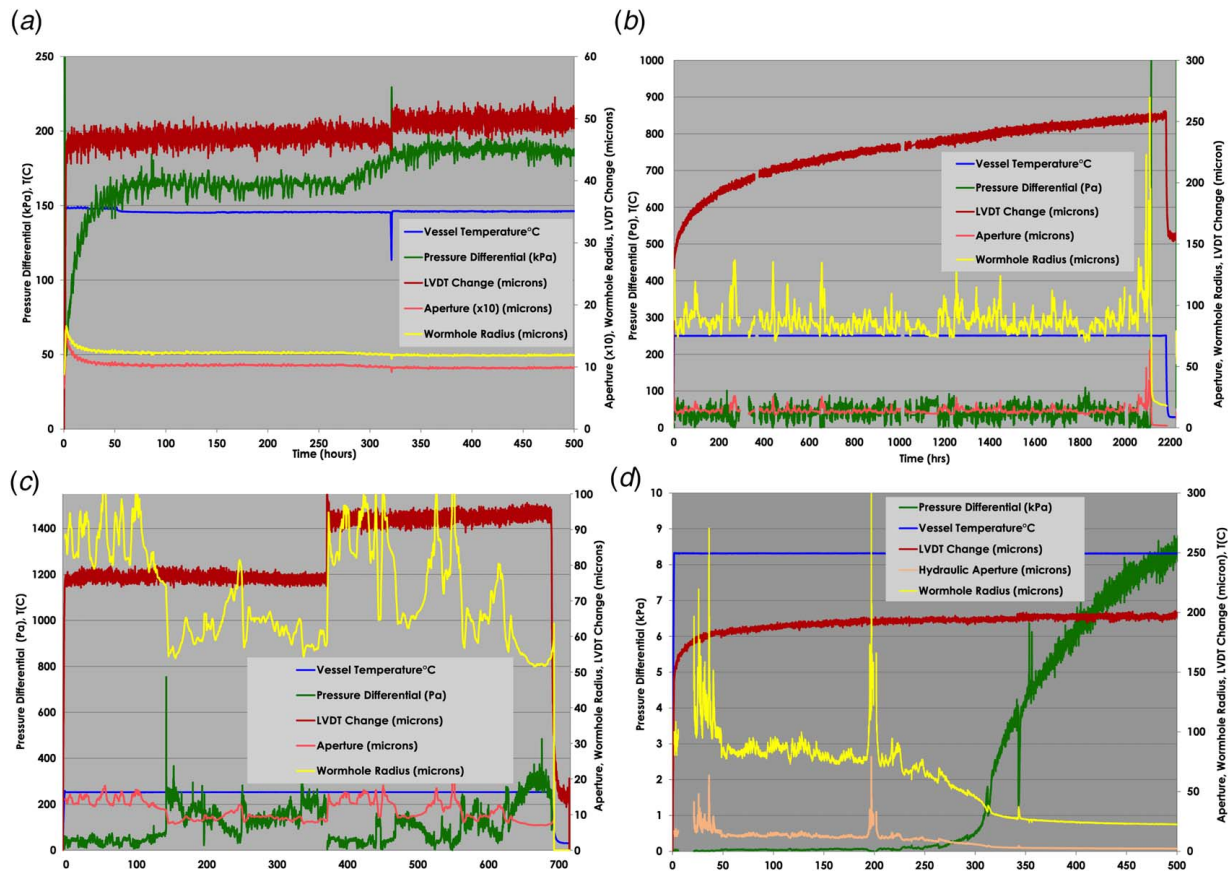 (a)
250
200
150
100
50
0
Pressure Differential (kPa), T(C)
60
50
40
30
20
10
0
Aperture (x10), Wormhole Radius, LVDT Change (microns)
Vessel Temperature°C
Pressure Differential (kPa)
LVDT Change (microns)
Aperture (x10) (microns)
Wormhole Radius (microns)
0 50 100 150 200 250 300 350 400 450 500
Time (hours)
(b)
1000
900
800
700
600
500
400
300
200
100
0
Presure Differential (Pa), T(C)
300
250
200
150
100
50
0
Aperture, Wormhole Radius, LVDT Change (micron)
Vessel Temperature°C
Pressure Differential (Pa)
LVDT Change (microns)
Aperture (microns)
Wormhole Radius (microns)
0 200 400 600 800 1000 1200 1400 1600 1800 2000 2200
Time (hrs)
(c)
1400
1200
1000
800
600
400
200
0
Pressure Differential (Pa), T(C)
100
90
80
70
60
50
40
30
20
10
0
Aperture, Wormhole Radius, LVDT Change (microns)
Vessel Temperature°C
Pressure Differential (Pa)
LVDT Change (microns)
Aperture (microns)
Wormhole Radius (microns)
0 100 200 300 400 500 600 700
(d)
10
9
8
7
6
5
4
3
2
1
0
Pressure Differential (kPa)
300
250
200
150
100
50
0
Aperture, Wormhole Radius, LVDT Change (micron), T(C)
Pressure Differential (kPa)
Vessel Temperature°C
LVDT Change (microns)
Hydraulic Aperture (microns)
Wormhole Radius (microns)
0 50 100 150 200 250 300 350 400 450 500